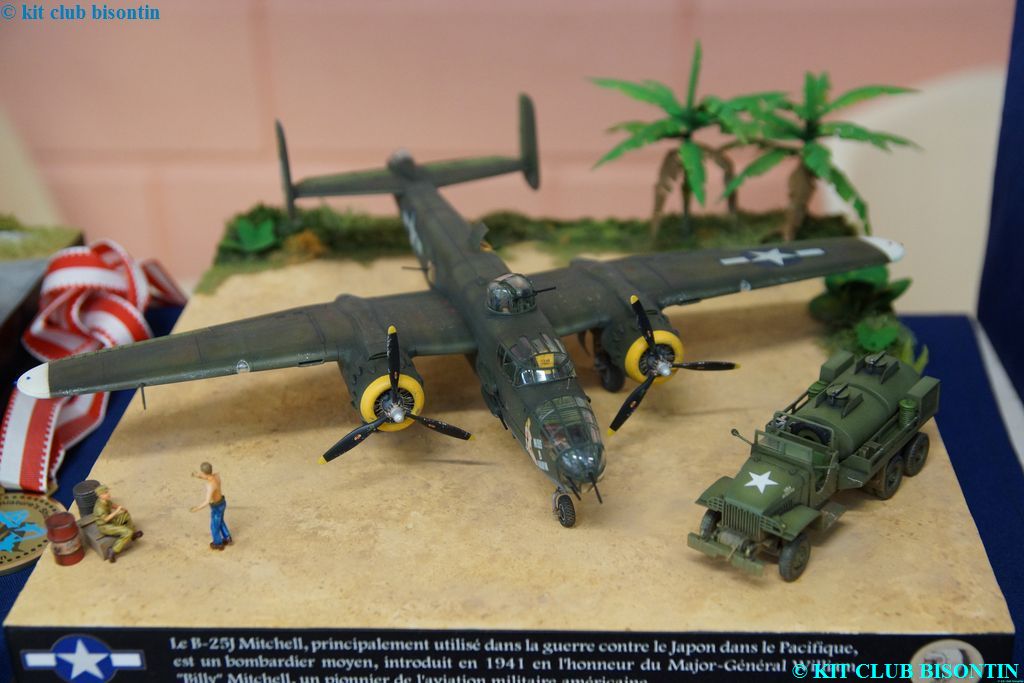 © kit club bisontin
Le B-25J Mitchell, principalement utilisé dans la guerre contre le Japon dans le Pacifique,
est un bombardier moyen, introduit en 1941 en l'honneur du Major-Général William
"Billy" Mitchell, un pionnier de l'aviation militaire américaine.
© KIT CLUB BISONTIN